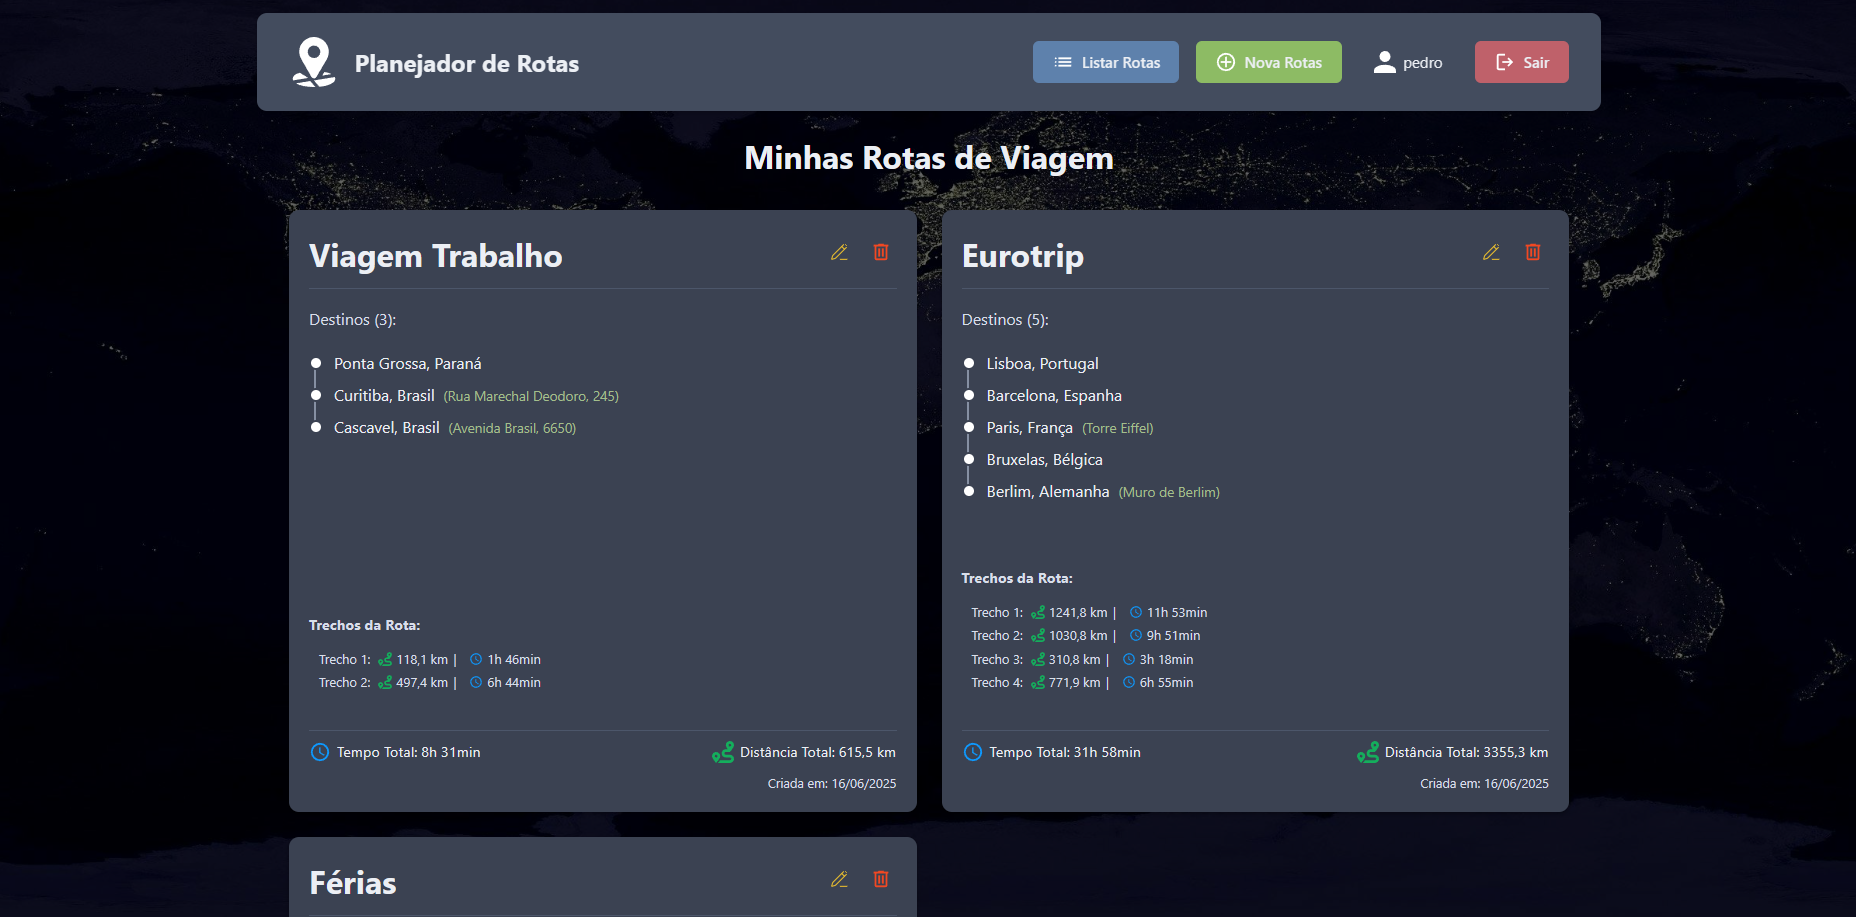 Planejador de Rotas
Listar Rotas
Nova Rotas
pedro
Sair
Minhas Rotas de Viagem
Viagem Trabalho
Destinos (3):
Ponta Grossa, Paraná
Curitiba, Brasil (Rua Marechal Deodoro, 245)
Cascavel, Brasil (Avenida Brasil, 6650)
Trechos da Rota:
Trecho 1: 118,1 km | 1h 46min
Trecho 2: 497,4 km | 6h 44min
Tempo Total: 8h 31min
Distância Total: 615,5 km
Criada em: 16/06/2025
Eurotrip
Destinos (5):
Lisboa, Portugal
Barcelona, Espanha
Paris, França (Torre Eiffel)
Bruxelas, Bélgica
Berlim, Alemanha (Muro de Berlim)
Trechos da Rota:
Trecho 1: 1241,8 km | 11h 53min
Trecho 2: 1030,8 km | 9h 51min
Trecho 3: 310,8 km | 3h 18min
Trecho 4: 771,9 km | 6h 55min
Tempo Total: 31h 58min
Distância Total: 3355,3 km
Criada em: 16/06/2025
Férias